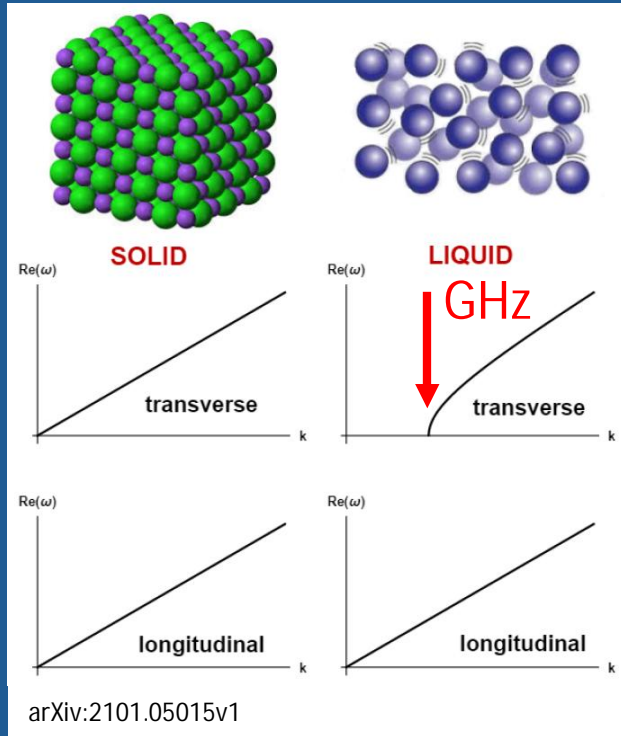 SOLID
LIQUID
Re(ω)
transverse
k
Re(ω)
GHz
transverse
k
Re(ω)
longitudinal
k
Re(ω)
longitudinal
k
arXiv:2101.05015v1